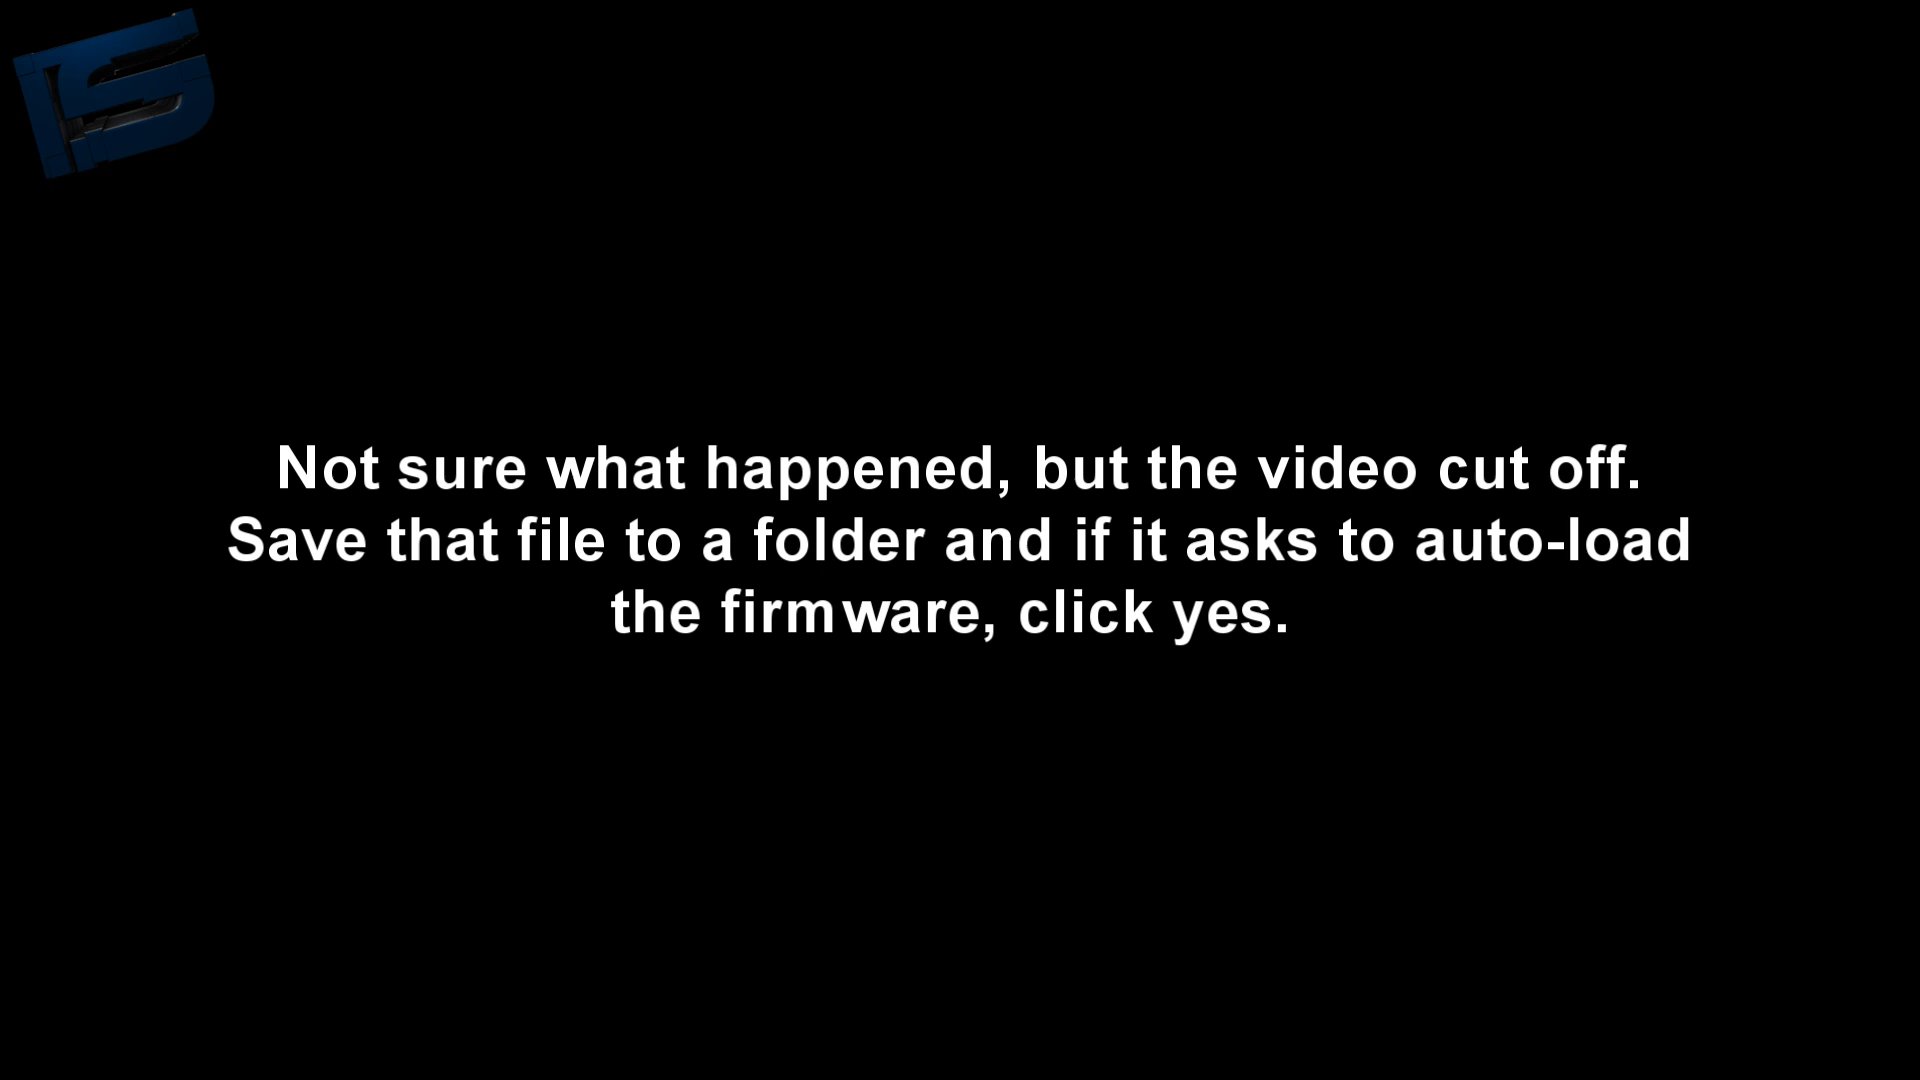 Not sure what happened, but the video cut off.
Save that file to a folder and if it asks to auto-load
the firmware, click yes.